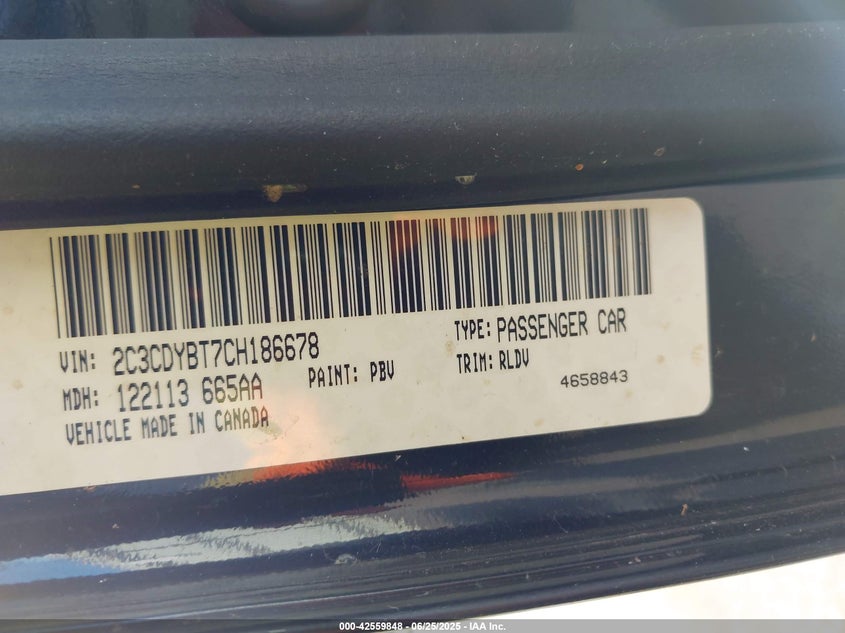 VIN: 2C3CDYBT7CH186678 TYPE: PASSENGER CAR
MDH: 122113 665AA PAINT: PBV TRIM: RLDV
VEHICLE MADE IN CANADA 4658843
000-42559848 - 06/25/2025 - IAA Inc.